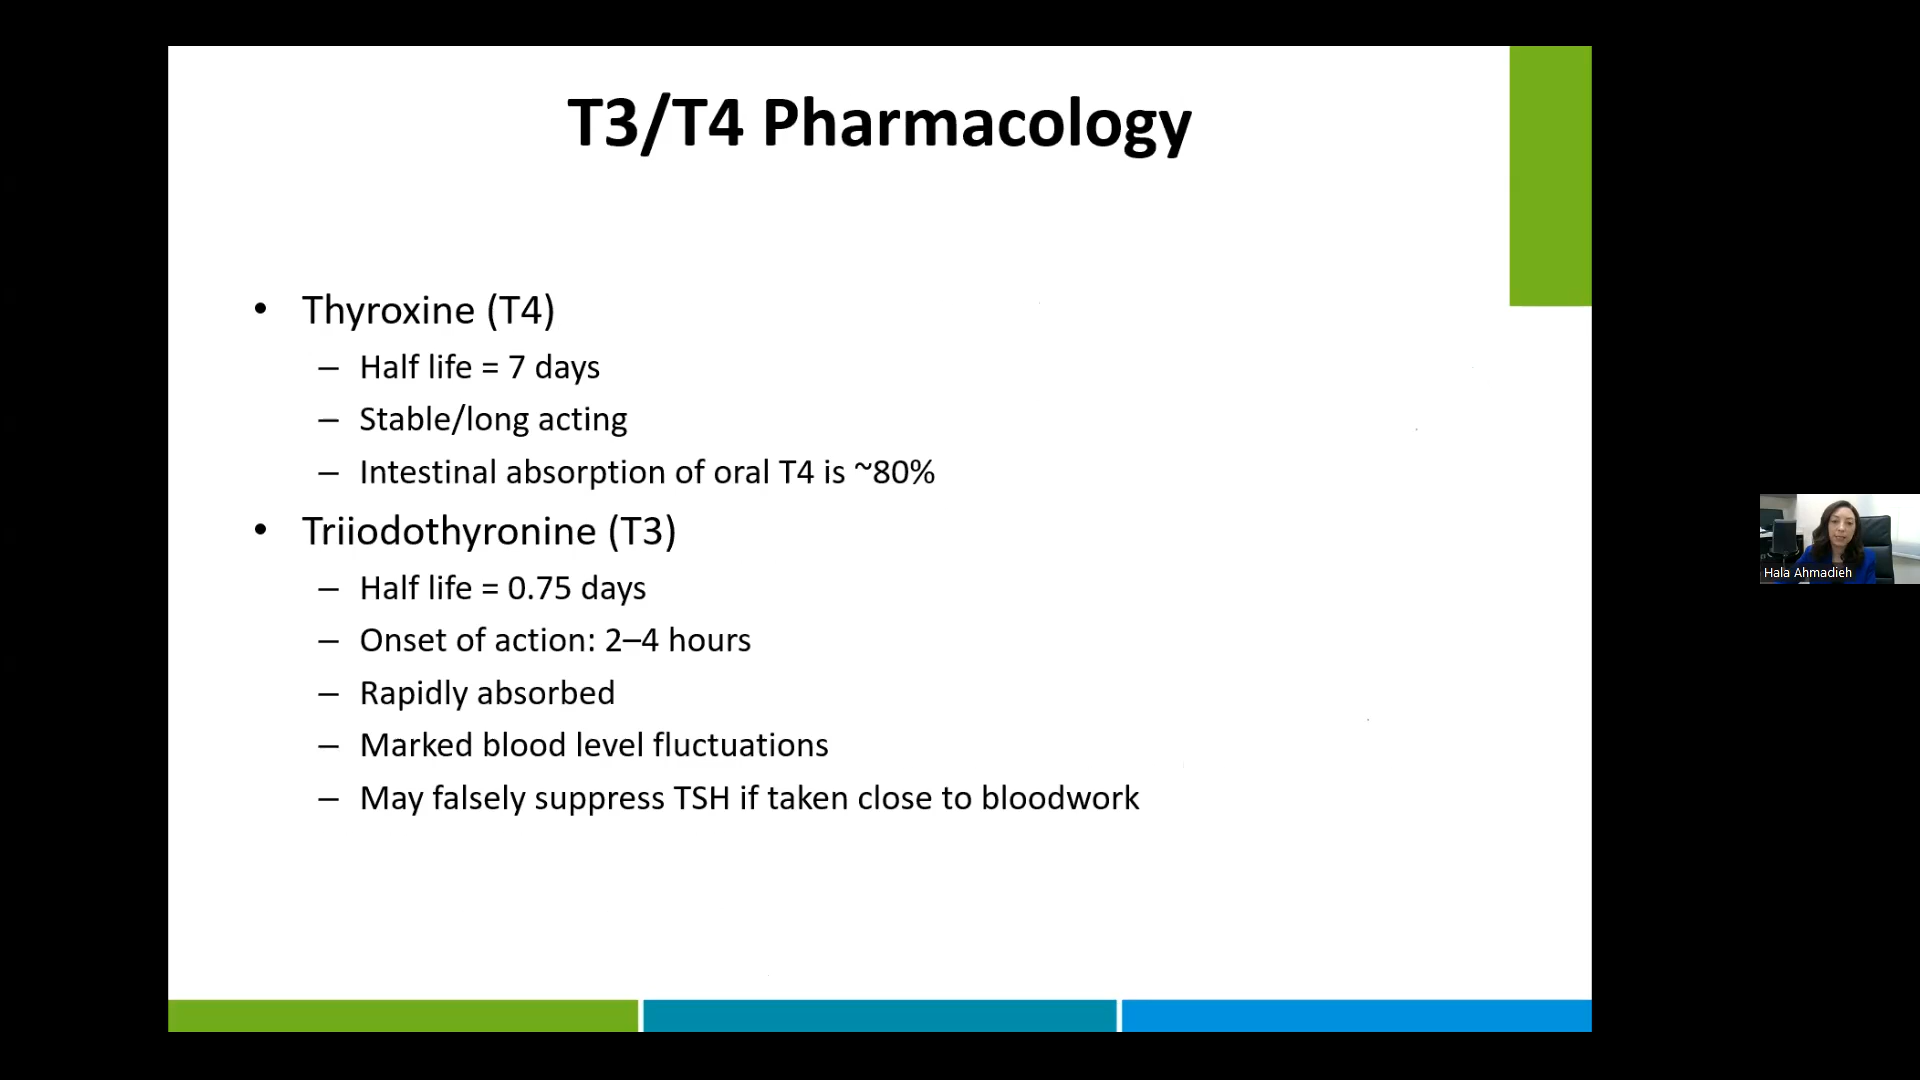 T3/T4 Pharmacology
• Thyroxine (T4)
– Half life = 7 days
– Stable/long acting
– Intestinal absorption of oral T4 is ~80%
• Triiodothyronine (T3)
– Half life = 0.75 days
– Onset of action: 2–4 hours
– Rapidly absorbed
– Marked blood level fluctuations
– May falsely suppress TSH if taken close to bloodwork
Hala Ahmadieh